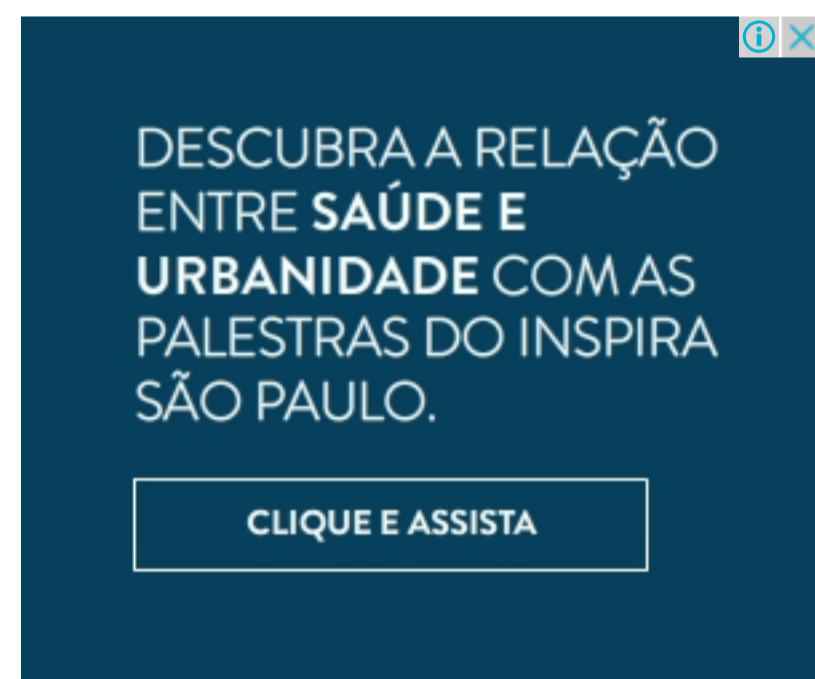 DESCUBRA A RELAÇÃO
ENTRE SAÚDE E
URBANIDADE COM AS
PALESTRAS DO INSPIRA
SÃO PAULO.
CLIQUE E ASSISTA